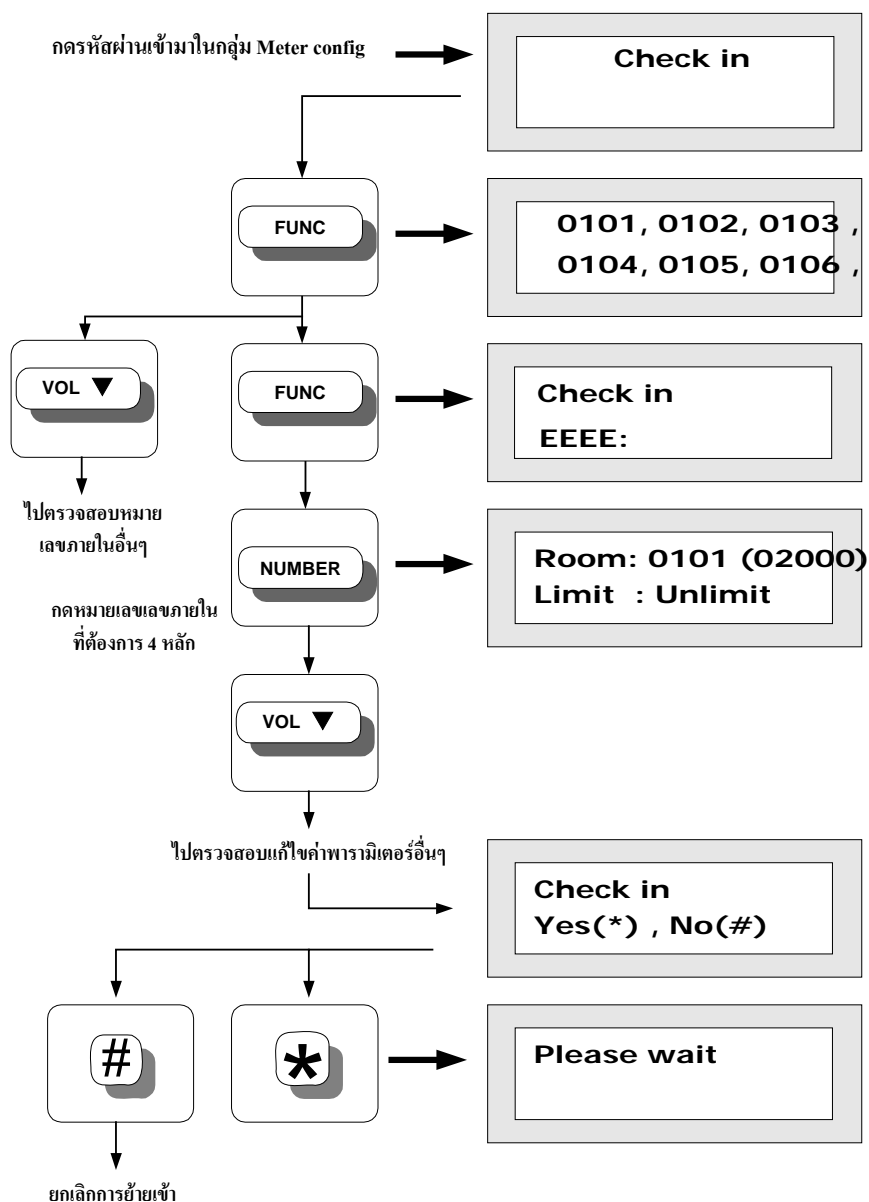 กดรหัสผ่านเข้ามาในกลุ่ม Meter config
Check in
FUNC
0101, 0102, 0103 ,
0104, 0105, 0106 ,
VOL ▼
ไปตรวจสอบหมาย
เลขภายในอื่นๆ
FUNC
Check in
EEEE:
NUMBER
กดหมายเลขเลขภายใน
ที่ต้องการ 4 หลัก
Room: 0101 (02000)
Limit : Unlimit
VOL ▼
ไปตรวจสอบแก้ไขค่าพารามิเตอร์อื่นๆ
Check in
Yes(*) , No(#)
#
*
Please wait
ยกเลิกการย้ายเข้า